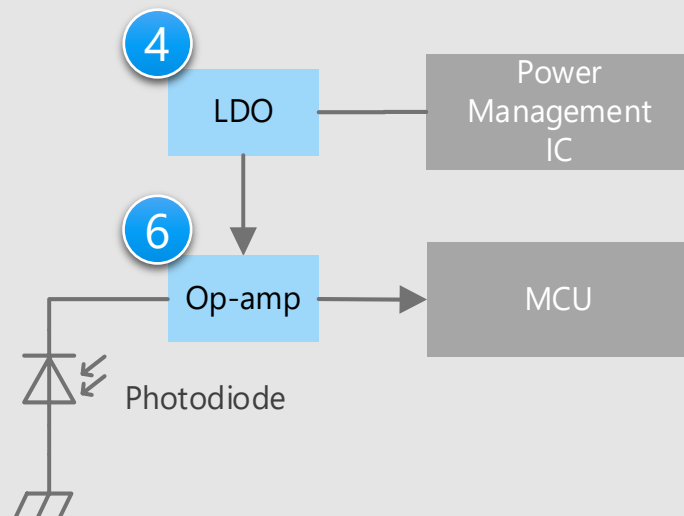 4
LDO
Power
Management
IC
6
Op-amp
MCU
Photodiode